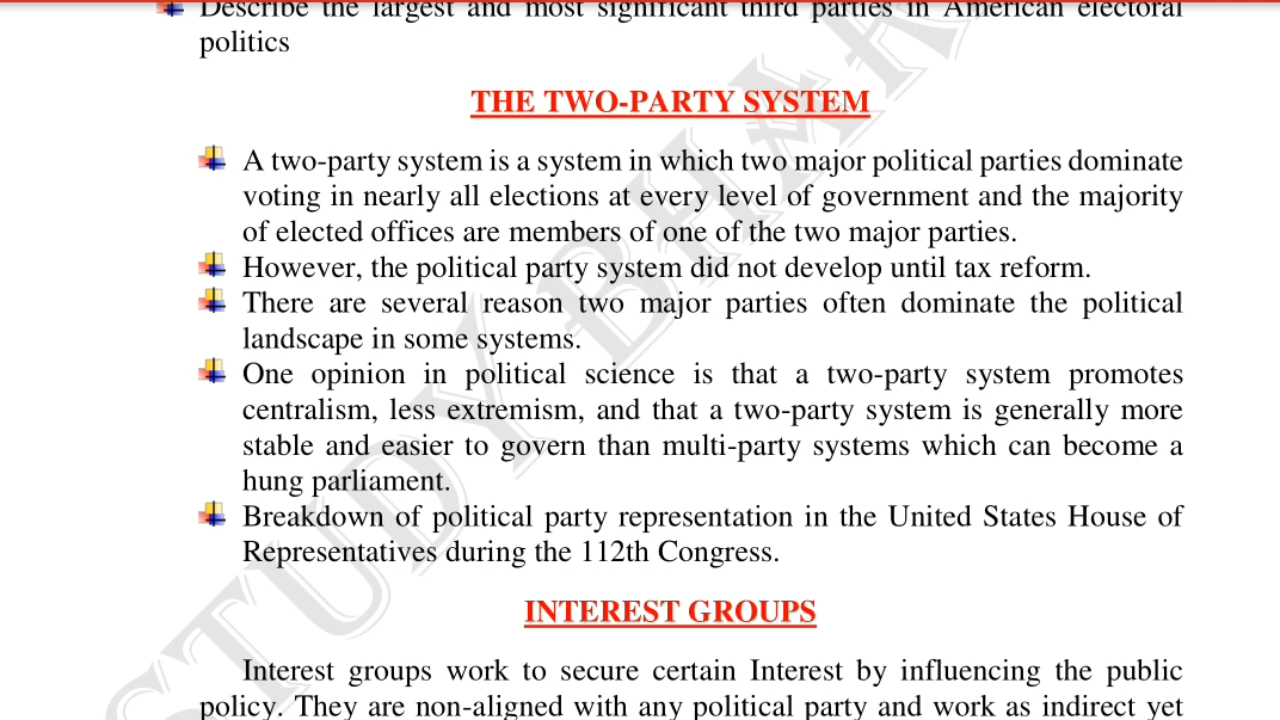 Describe the largest and most significant third parties in American electoral
politics
THE TWO-PARTY SYSTEM
A two-party system is a system in which two major political parties dominate
voting in nearly all elections at every level of government and the majority
of elected offices are members of one of the two major parties.
However, the political party system did not develop until tax reform.
There are several reason two major parties often dominate the political
landscape in some systems.
One opinion in political science is that a two-party system promotes
centralism, less extremism, and that a two-party system is generally more
stable and easier to govern than multi-party systems which can become a
hung parliament.
Breakdown of political party representation in the United States House of
Representatives during the 112th Congress.
INTEREST GROUPS
Interest groups work to secure certain Interest by influencing the public
policy. They are non-aligned with any political party and work as indirect yet
STUDY BHAR